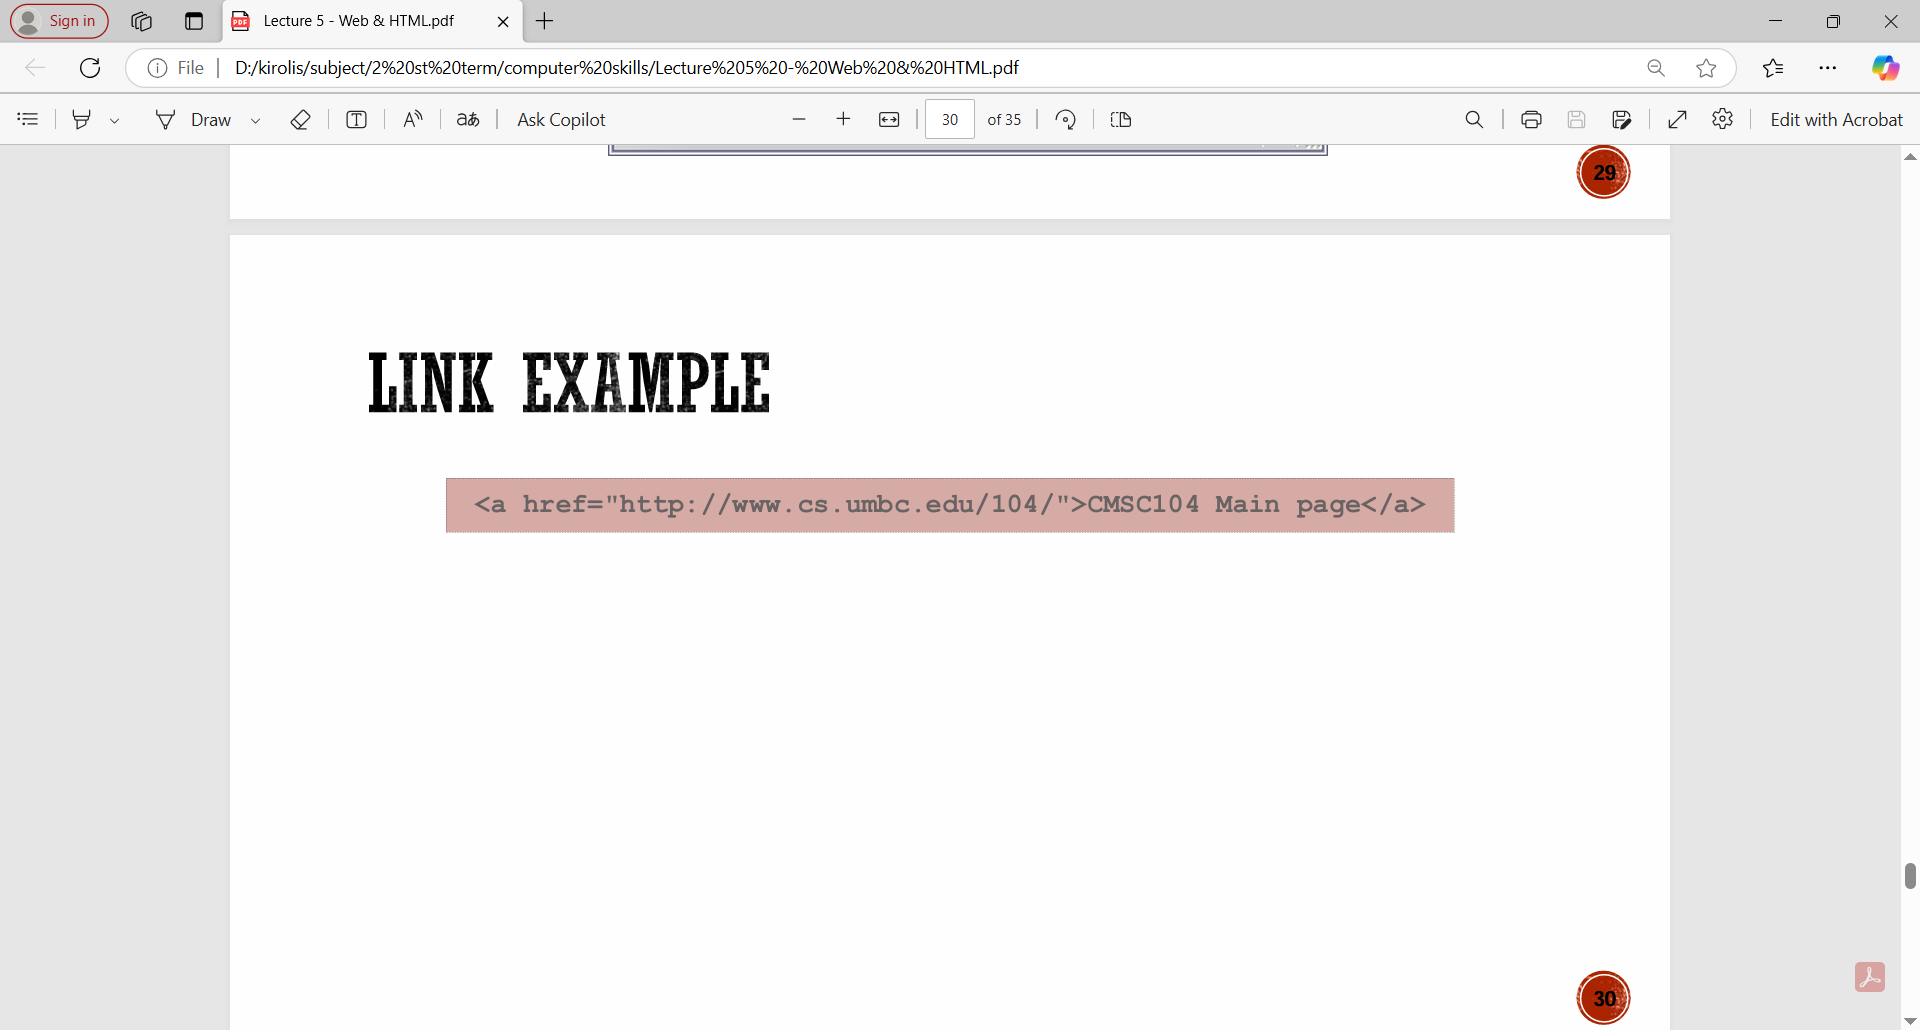 Sign in
Lecture 5 - Web & HTML.pdf
File
D:/kirolis/subject/2%20st%20term/computer%20skills/Lecture%205%20-%20Web%20&%20HTML.pdf
Draw
aあ
Ask Copilot
30 of 35
Edit with Acrobat
29
LINK EXAMPLE
<a href="http://www.cs.umbc.edu/104/">CMSC104 Main page</a>
30